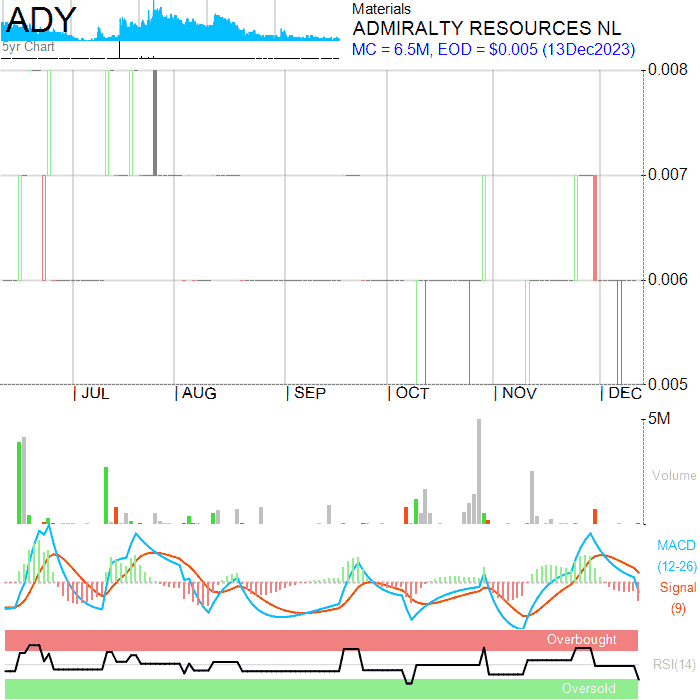 ADY
5yr Chart
Materials
ADMIRALTY RESOURCES NL
MC = 6.5M, EOD = $0.005 (13Dec2023)
0.008
0.007
0.006
0.005
JUL
AUG
SEP
OCT
NOV
DEC
5M
Volume
MACD
(12-26)
Signal
(9)
Overbought
RSI(14)
Oversold